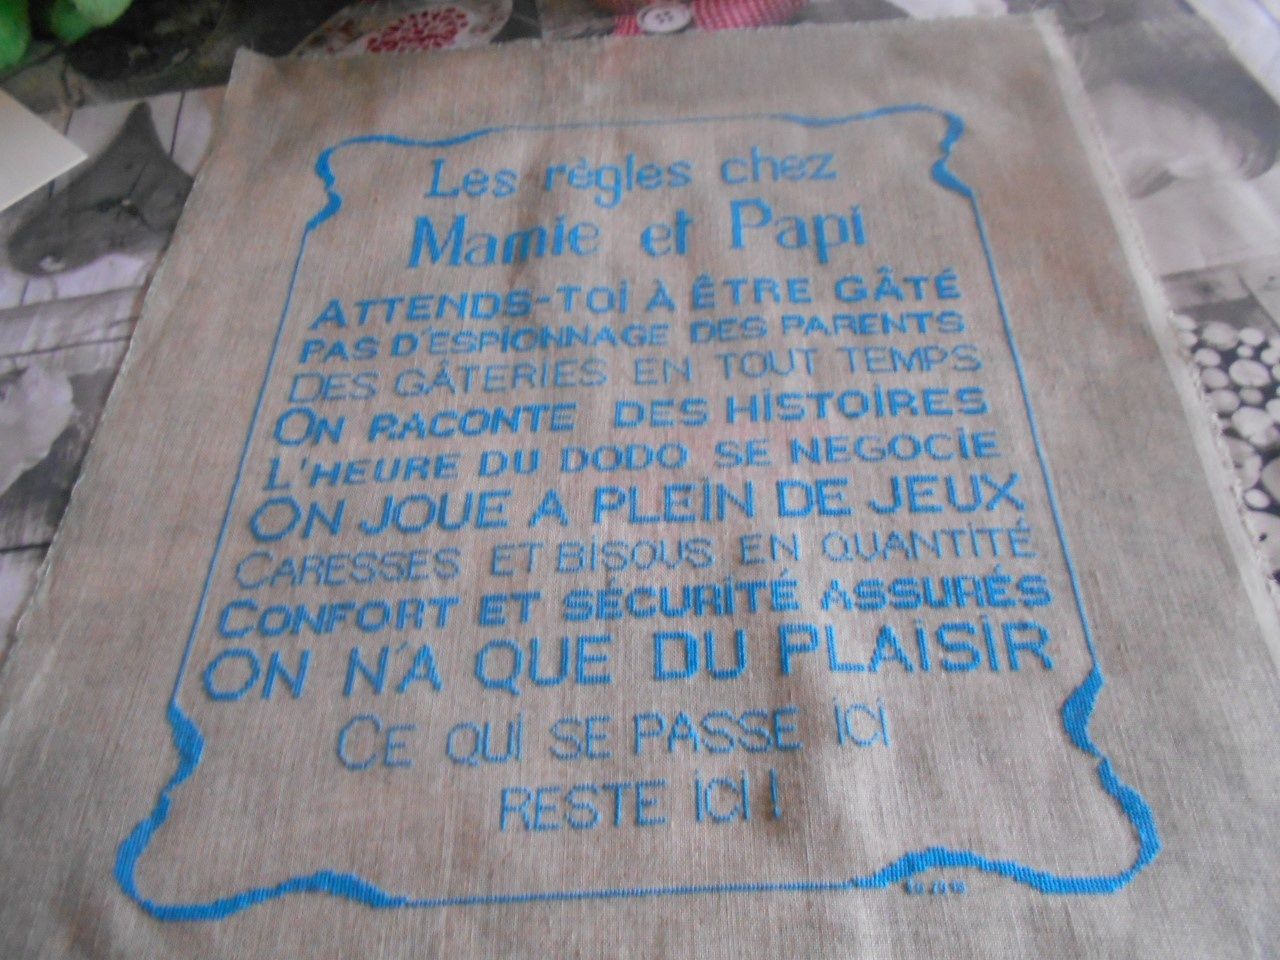 Les règles chez
Mamie et Papi
ATTENDS-TOI À ÊTRE GÂTÉ
PAS D'ESPIONNAGE DES PARENTS
DES GÂTERIES EN TOUT TEMPS
ON RACONTE DES HISTOIRES
L'HEURE DU DODO SE NEGOCIE
ON JOUE A PLEIN DE JEUX
CARESSES ET BISOUS EN QUANTITÉ
CONFORT ET SÉCURITÉ ASSURÉS
ON N'A QUE DU PLAISIR
CE QUI SE PASSE ICI
RESTE ICI !